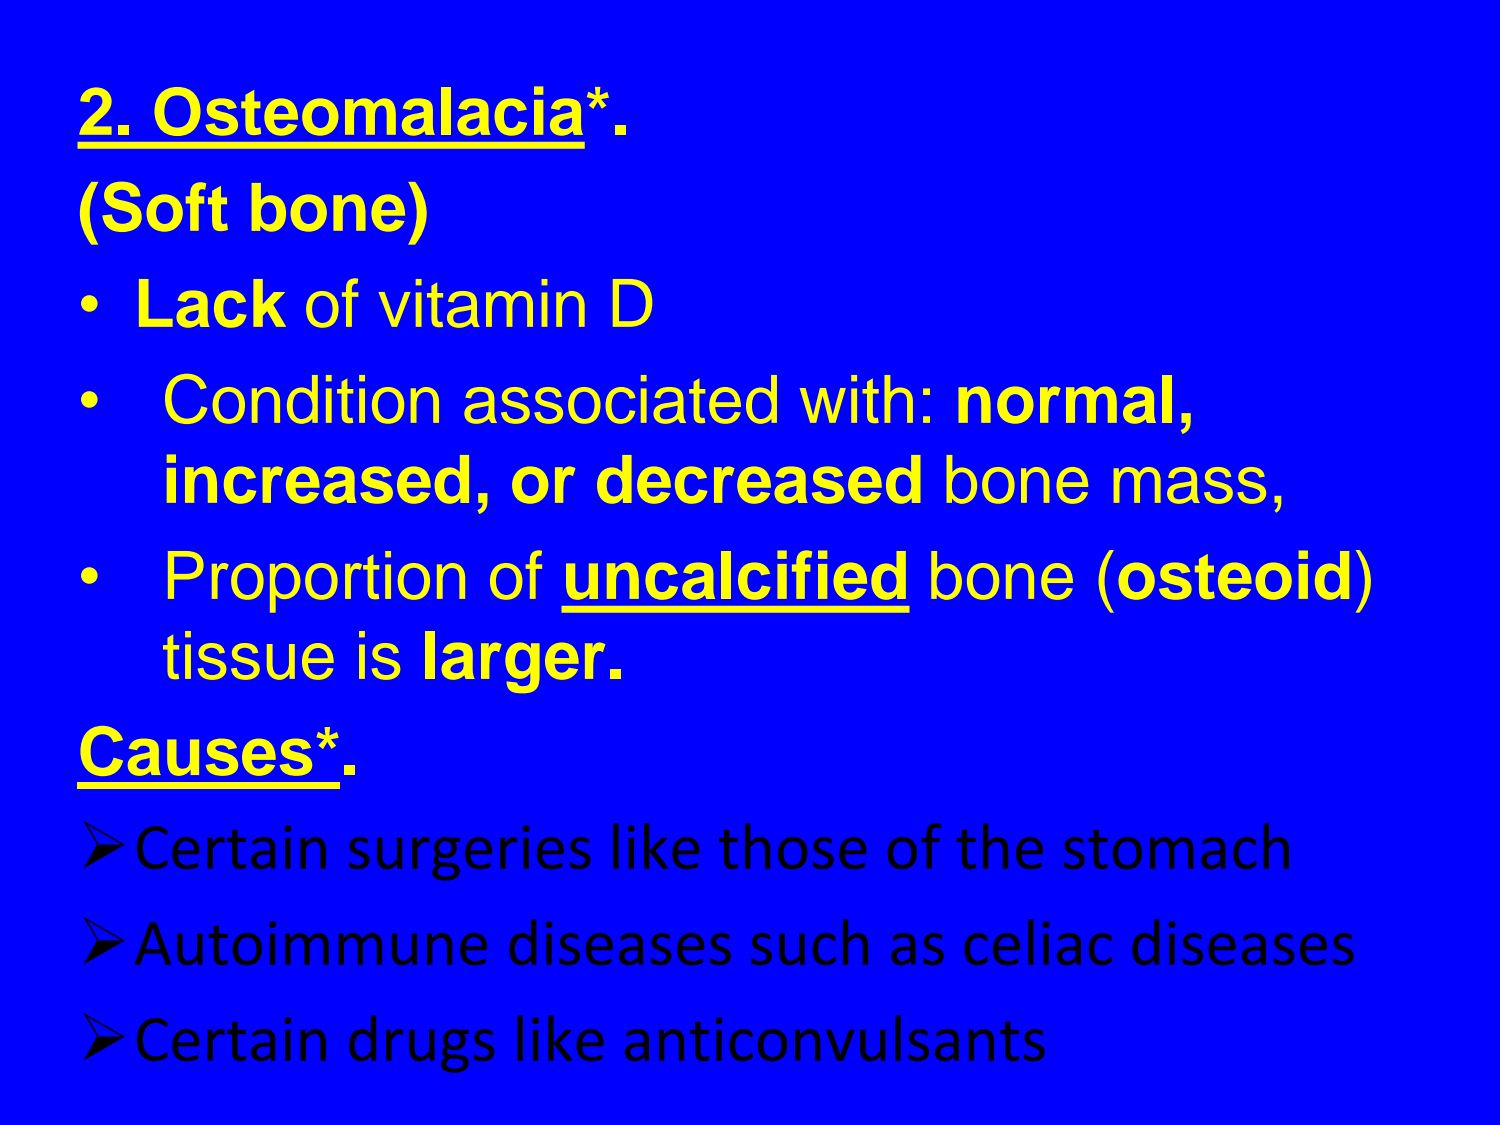 2. Osteomalacia*.
(Soft bone)
• Lack of vitamin D
• Condition associated with: normal,
increased, or decreased bone mass,
• Proportion of uncalcified bone (osteoid)
tissue is larger.
Causes*.
➢Certain surgeries like those of the stomach
➢Autoimmune diseases such as celiac diseases
➢Certain drugs like anticonvulsants